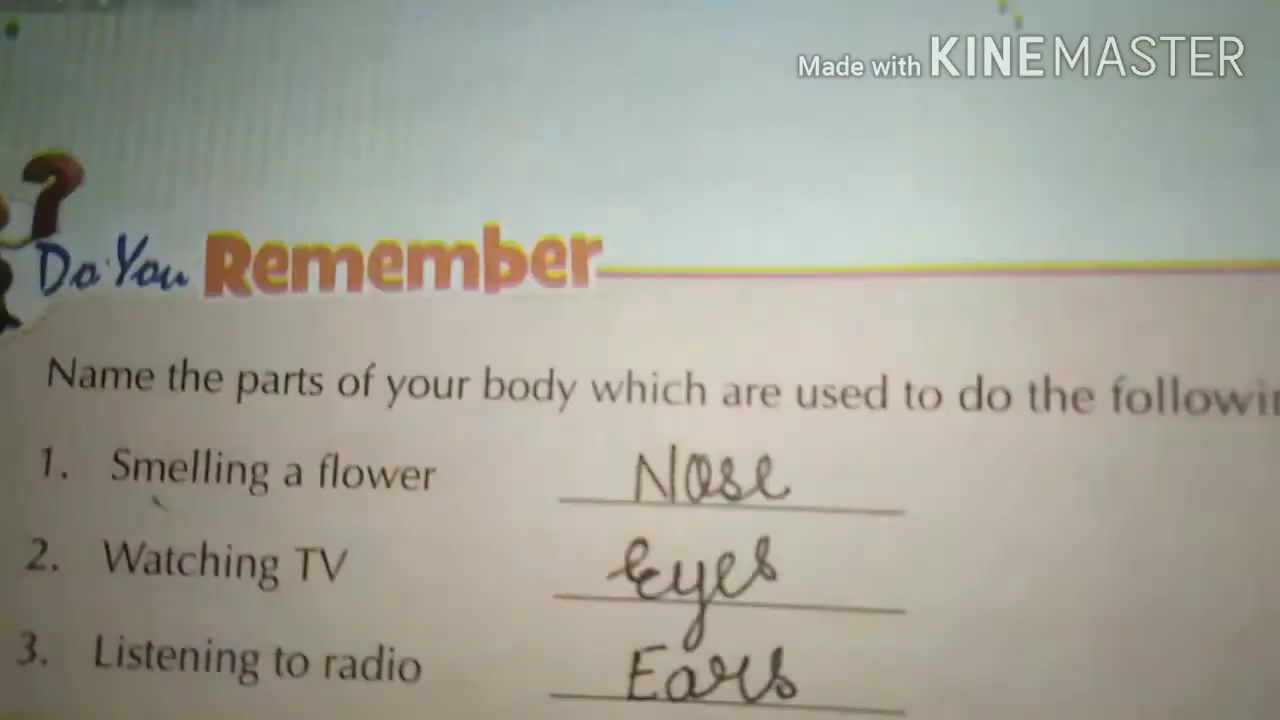 Made with KINEMASTER
?
Do You Remember
Name the parts of your body which are used to do the
1. Smelling a flower Nose
2. Watching TV Eyes
3. Listening to radio Ears